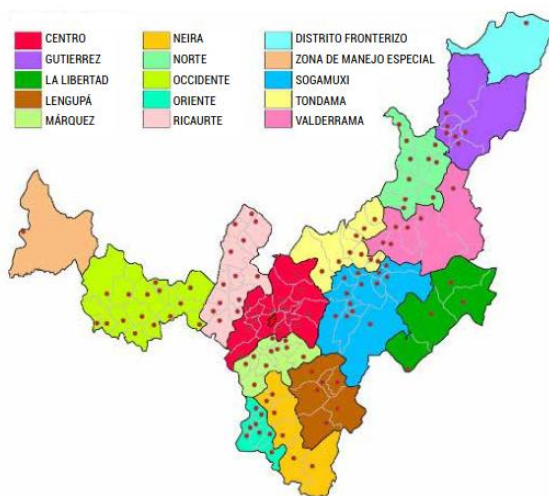 CENTRO
GUTIERREZ
LA LIBERTAD
LENGUPÁ
MÁRQUEZ
NEIRA
NORTE
OCCIDENTE
ORIENTE
RICAURTE
DISTRITO FRONTERIZO
ZONA DE MANEJO ESPECIAL
SOGAMUXI
TONDAMA
VALDERRAMA